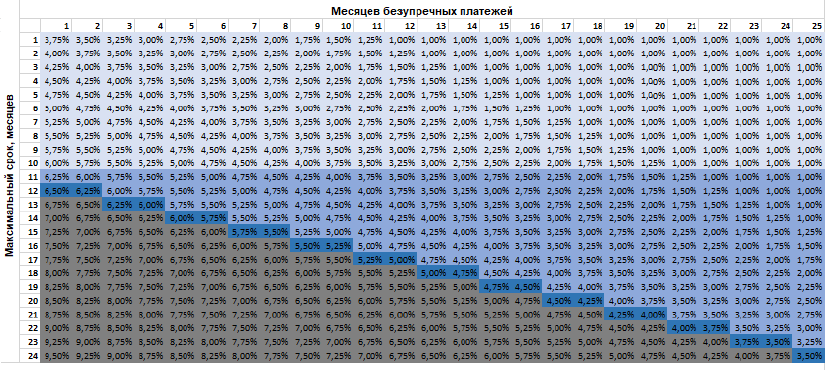 Месяцев безупречных платежей
1 2 3 4 5 6 7 8 9 10 11 12 13 14 15 16 17 18 19 20 21 22 23 24 25
Максимальный срок, месяцев
1 3,75% 3,50% 3,25% 3,00% 2,75% 2,50% 2,25% 2,00% 1,75% 1,50% 1,25% 1,00% 1,00% 1,00% 1,00% 1,00% 1,00% 1,00% 1,00% 1,00% 1,00% 1,00% 1,00% 1,00% 1,00%
2 4,00% 3,75% 3,50% 3,25% 3,00% 2,75% 2,50% 2,25% 2,00% 1,75% 1,50% 1,25% 1,00% 1,00% 1,00% 1,00% 1,00% 1,00% 1,00% 1,00% 1,00% 1,00% 1,00% 1,00% 1,00%
3 4,25% 4,00% 3,75% 3,50% 3,25% 3,00% 2,75% 2,50% 2,25% 2,00% 1,75% 1,50% 1,25% 1,00% 1,00% 1,00% 1,00% 1,00% 1,00% 1,00% 1,00% 1,00% 1,00% 1,00% 1,00%
4 4,50% 4,25% 4,00% 3,75% 3,50% 3,25% 3,00% 2,75% 2,50% 2,25% 2,00% 1,75% 1,50% 1,25% 1,00% 1,00% 1,00% 1,00% 1,00% 1,00% 1,00% 1,00% 1,00% 1,00% 1,00%
5 4,75% 4,50% 4,25% 4,00% 3,75% 3,50% 3,25% 3,00% 2,75% 2,50% 2,25% 2,00% 1,75% 1,50% 1,25% 1,00% 1,00% 1,00% 1,00% 1,00% 1,00% 1,00% 1,00% 1,00% 1,00%
6 5,00% 4,75% 4,50% 4,25% 4,00% 3,75% 3,50% 3,25% 3,00% 2,75% 2,50% 2,25% 2,00% 1,75% 1,50% 1,25% 1,00% 1,00% 1,00% 1,00% 1,00% 1,00% 1,00% 1,00% 1,00%
7 5,25% 5,00% 4,75% 4,50% 4,25% 4,00% 3,75% 3,50% 3,25% 3,00% 2,75% 2,50% 2,25% 2,00% 1,75% 1,50% 1,25% 1,00% 1,00% 1,00% 1,00% 1,00% 1,00% 1,00% 1,00%
8 5,50% 5,25% 5,00% 4,75% 4,50% 4,25% 4,00% 3,75% 3,50% 3,25% 3,00% 2,75% 2,50% 2,25% 2,00% 1,75% 1,50% 1,25% 1,00% 1,00% 1,00% 1,00% 1,00% 1,00% 1,00%
9 5,75% 5,50% 5,25% 5,00% 4,75% 4,50% 4,25% 4,00% 3,75% 3,50% 3,25% 3,00% 2,75% 2,50% 2,25% 2,00% 1,75% 1,50% 1,25% 1,00% 1,00% 1,00% 1,00% 1,00% 1,00%
10 6,00% 5,75% 5,50% 5,25% 5,00% 4,75% 4,50% 4,25% 4,00% 3,75% 3,50% 3,25% 3,00% 2,75% 2,50% 2,25% 2,00% 1,75% 1,50% 1,25% 1,00% 1,00% 1,00% 1,00% 1,00%
11 6,25% 6,00% 5,75% 5,50% 5,25% 5,00% 4,75% 4,50% 4,25% 4,00% 3,75% 3,50% 3,25% 3,00% 2,75% 2,50% 2,25% 2,00% 1,75% 1,50% 1,25% 1,00% 1,00% 1,00% 1,00%
12 6,50% 6,25% 6,00% 5,75% 5,50% 5,25% 5,00% 4,75% 4,50% 4,25% 4,00% 3,75% 3,50% 3,25% 3,00% 2,75% 2,50% 2,25% 2,00% 1,75% 1,50% 1,25% 1,00% 1,00% 1,00%
13 6,75% 6,50% 6,25% 6,00% 5,75% 5,50% 5,25% 5,00% 4,75% 4,50% 4,25% 4,00% 3,75% 3,50% 3,25% 3,00% 2,75% 2,50% 2,25% 2,00% 1,75% 1,50% 1,25% 1,00% 1,00%
14 7,00% 6,75% 6,50% 6,25% 6,00% 5,75% 5,50% 5,25% 5,00% 4,75% 4,50% 4,25% 4,00% 3,75% 3,50% 3,25% 3,00% 2,75% 2,50% 2,25% 2,00% 1,75% 1,50% 1,25% 1,00%
15 7,25% 7,00% 6,75% 6,50% 6,25% 6,00% 5,75% 5,50% 5,25% 5,00% 4,75% 4,50% 4,25% 4,00% 3,75% 3,50% 3,25% 3,00% 2,75% 2,50% 2,25% 2,00% 1,75% 1,50% 1,25%
16 7,50% 7,25% 7,00% 6,75% 6,50% 6,25% 6,00% 5,75% 5,50% 5,25% 5,00% 4,75% 4,50% 4,25% 4,00% 3,75% 3,50% 3,25% 3,00% 2,75% 2,50% 2,25% 2,00% 1,75% 1,50%
17 7,75% 7,50% 7,25% 7,00% 6,75% 6,50% 6,25% 6,00% 5,75% 5,50% 5,25% 5,00% 4,75% 4,50% 4,25% 4,00% 3,75% 3,50% 3,25% 3,00% 2,75% 2,50% 2,25% 2,00% 1,75%
18 8,00% 7,75% 7,50% 7,25% 7,00% 6,75% 6,50% 6,25% 6,00% 5,75% 5,50% 5,25% 5,00% 4,75% 4,50% 4,25% 4,00% 3,75% 3,50% 3,25% 3,00% 2,75% 2,50% 2,25% 2,00%
19 8,25% 8,00% 7,75% 7,50% 7,25% 7,00% 6,75% 6,50% 6,25% 6,00% 5,75% 5,50% 5,25% 5,00% 4,75% 4,50% 4,25% 4,00% 3,75% 3,50% 3,25% 3,00% 2,75% 2,50% 2,25%
20 8,50% 8,25% 8,00% 7,75% 7,50% 7,25% 7,00% 6,75% 6,50% 6,25% 6,00% 5,75% 5,50% 5,25% 5,00% 4,75% 4,50% 4,25% 4,00% 3,75% 3,50% 3,25% 3,00% 2,75% 2,50%
21 8,75% 8,50% 8,25% 8,00% 7,75% 7,50% 7,25% 7,00% 6,75% 6,50% 6,25% 6,00% 5,75% 5,50% 5,25% 5,00% 4,75% 4,50% 4,25% 4,00% 3,75% 3,50% 3,25% 3,00% 2,75%
22 9,00% 8,75% 8,50% 8,25% 8,00% 7,75% 7,50% 7,25% 7,00% 6,75% 6,50% 6,25% 6,00% 5,75% 5,50% 5,25% 5,00% 4,75% 4,50% 4,25% 4,00% 3,75% 3,50% 3,25% 3,00%
23 9,25% 9,00% 8,75% 8,50% 8,25% 8,00% 7,75% 7,50% 7,25% 7,00% 6,75% 6,50% 6,25% 6,00% 5,75% 5,50% 5,25% 5,00% 4,75% 4,50% 4,25% 4,00% 3,75% 3,50% 3,25%
24 9,50% 9,25% 9,00% 8,75% 8,50% 8,25% 8,00% 7,75% 7,50% 7,25% 7,00% 6,75% 6,50% 6,25% 6,00% 5,75% 5,50% 5,25% 5,00% 4,75% 4,50% 4,25% 4,00% 3,75% 3,50%